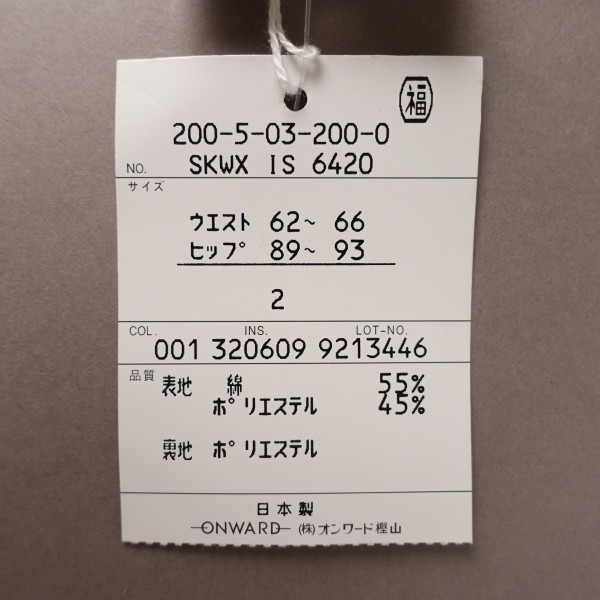 福
200-5-03-200-0
NO. SKWX IS 6420
サイズ
ウエスト 62~ 66
ヒップ 89~ 93
2
COL. INS. LOT-NO.
001 320609 9213446
品質 表地 綿 55%
ポリエステル 45%
裏地 ポリエステル
日本製
ONWARD (株)オンワード樫山